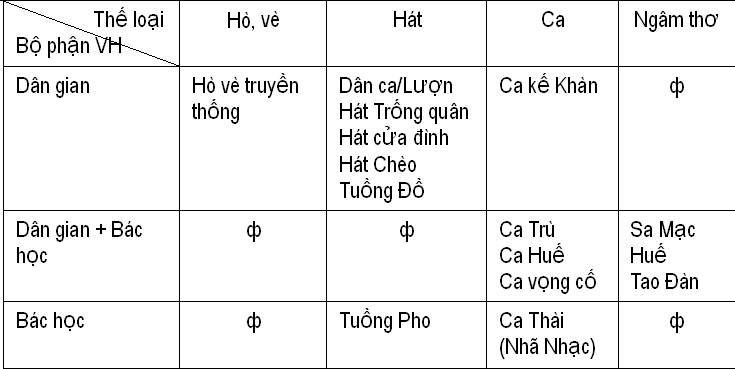 Thể loại
Bộ phận VH
Hò, vè
Hát
Ca
Ngâm thơ
Dân gian
Hò vè truyền
thống
Dân ca/Lượn
Hát Trống quân
Hát cửa đình
Hát Chèo
Tuồng Đồ
Ca kể Khàn
ф
Dân gian + Bác
học
ф
ф
Ca Trù
Ca Huế
Ca vọng cổ
Sa Mạc
Huế
Tao Đàn
Bác học
ф
Tuồng Pho
Ca Thài
(Nhã Nhạc)
ф